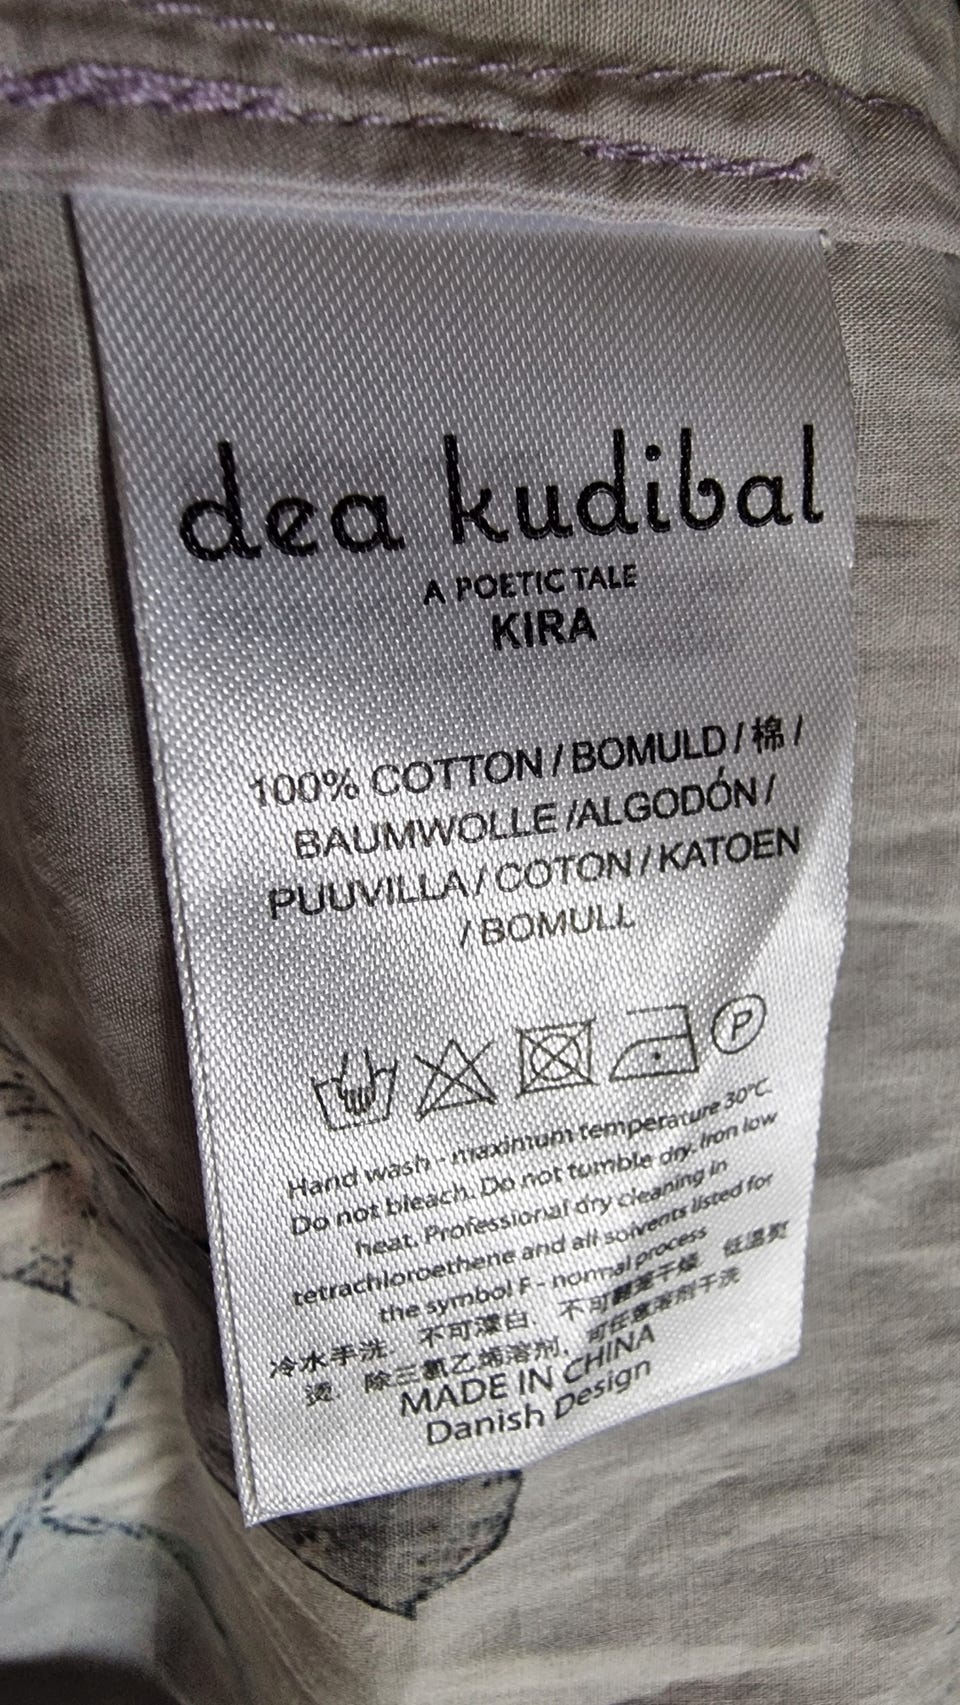 dea kudibal
A POETIC TALE
KIRA
100% COTTON / BOMULD / 棉 /
BAUMWOLLE /ALGODÓN /
PUUVILLA / COTON / KATOEN
/ BOMULL
P
Hand wash - maximum temperature 30°C.
Do not bleach. Do not tumble dry. Iron low
heat. Professional dry cleaning in
tetrachloroethene and all solvents listed for
the symbol F - normal process
冷水手洗. 不可漂白. 不可翻笼干燥. 低温熨
烫. 除三氯乙烯溶剂, 可任意溶剂干洗
MADE IN CHINA
Danish Design